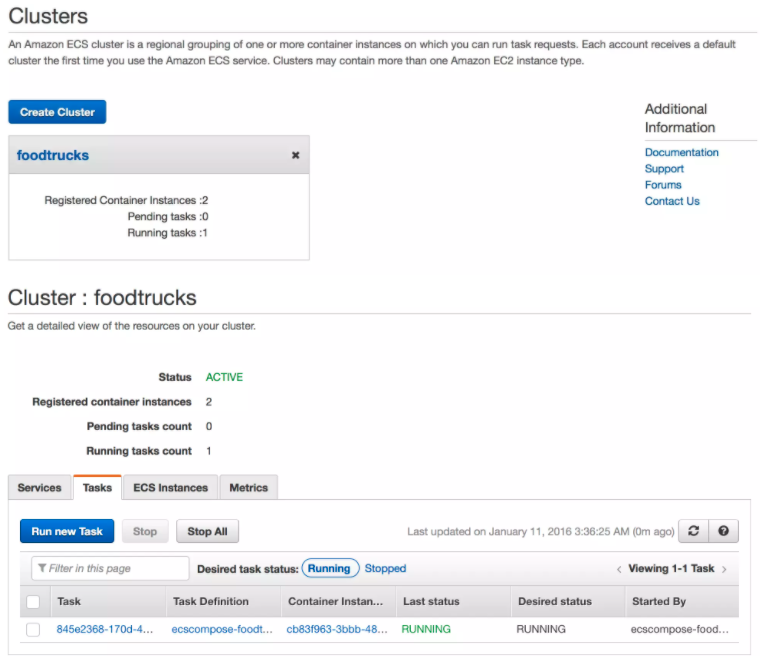 Clusters
An Amazon ECS cluster is a regional grouping of one or more container instances on which you can run task requests. Each account receives a default
cluster the first time you use the Amazon ECS service. Clusters may contain more than one Amazon EC2 instance type.
Create Cluster
Additional
Information
Documentation
Support
Forums
Contact Us
foodtrucks
Registered Container Instances :2
Pending tasks :0
Running tasks :1
Cluster : foodtrucks
Get a detailed view of the resources on your cluster.
Status ACTIVE
Registered container instances 2
Pending tasks count 0
Running tasks count 1
Services Tasks ECS Instances Metrics
Run new Task Stop Stop All Last updated on January 11, 2016 3:36:25 AM (0m ago)
Filter in this page Desired task status: Running Stopped < Viewing 1-1 Task >
Task Task Definition Container Instan... Last status Desired status Started By
845e2368-170d-4... ecscompose-foodt... cb83f963-3bbb-48... RUNNING RUNNING ecscompose-food...